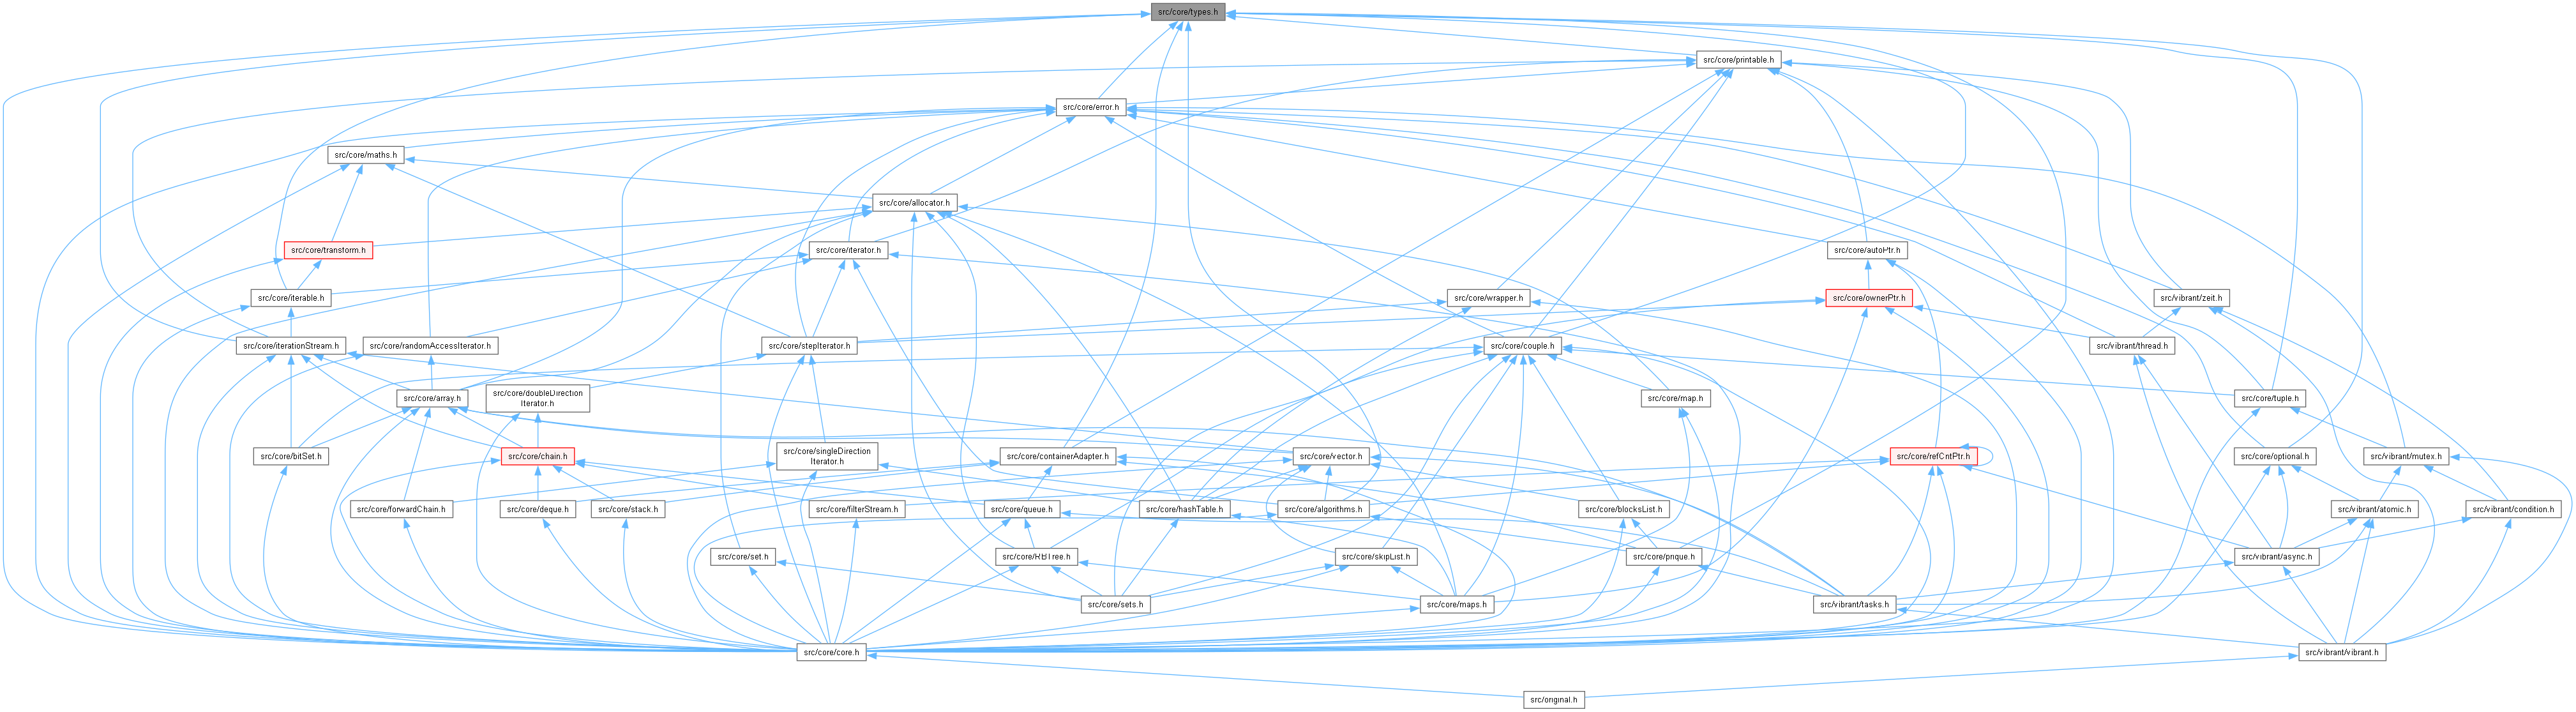 src/core/types.h
src/core/printable.h
src/core/error.h
src/core/maths.h
src/core/allocator.h
src/core/transform.h
src/core/iterator.h
src/core/autoPtr.h
src/core/iterable.h
src/core/wrapper.h
src/core/ownerPtr.h
src/vibrant/zeit.h
src/core/iterationStream.h
src/core/randomAccessIterator.h
src/core/stepIterator.h
src/core/couple.h
src/vibrant/thread.h
src/core/array.h
src/core/doubleDirection
Iterator.h
src/core/map.h
src/core/tuple.h
src/core/bitSet.h
src/core/chain.h
src/core/singleDirection
Iterator.h
src/core/containerAdapter.h
src/core/vector.h
src/core/refCntPtr.h
src/core/optional.h
src/vibrant/mutex.h
src/core/forwardChain.h
src/core/deque.h
src/core/stack.h
src/core/filterStream.h
src/core/queue.h
src/core/hashTable.h
src/core/algorithms.h
src/core/blocksList.h
src/vibrant/atomic.h
src/vibrant/condition.h
src/core/set.h
src/core/RBTree.h
src/core/skipList.h
src/core/prique.h
src/vibrant/async.h
src/core/sets.h
src/core/maps.h
src/vibrant/tasks.h
src/core/core.h
src/vibrant/vibrant.h
src/original.h